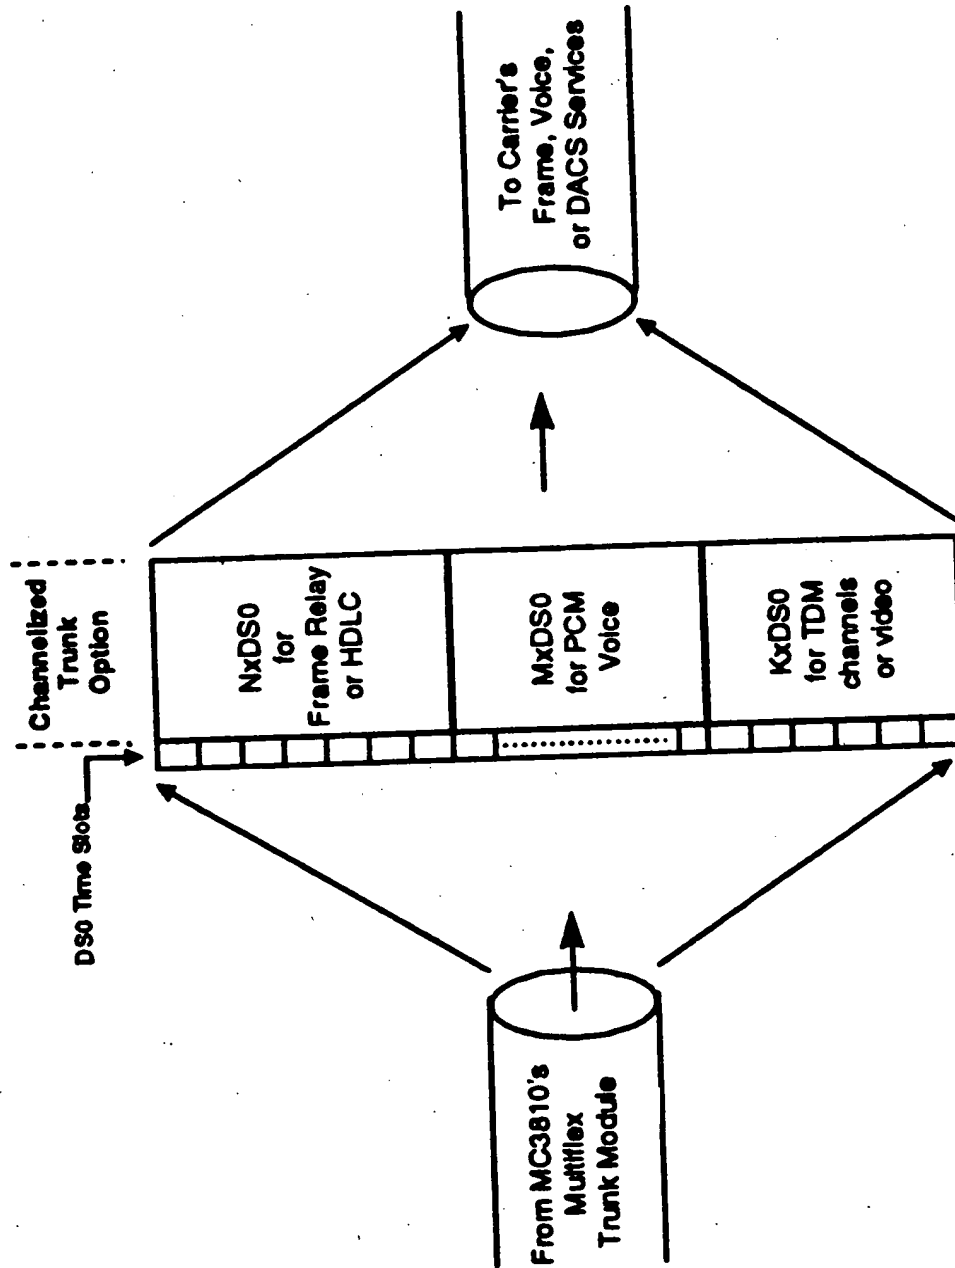 Channelized
Trunk
Option
DS0 Time Slots
NxDS0
for
Frame Relay
or HDLC
MxDS0
for PCM
Voice
KxDS0
for TDM
channels
or video
From MC3810's
Multiflex
Trunk Module
To Carrier's
Frame, Voice,
or DACS Services